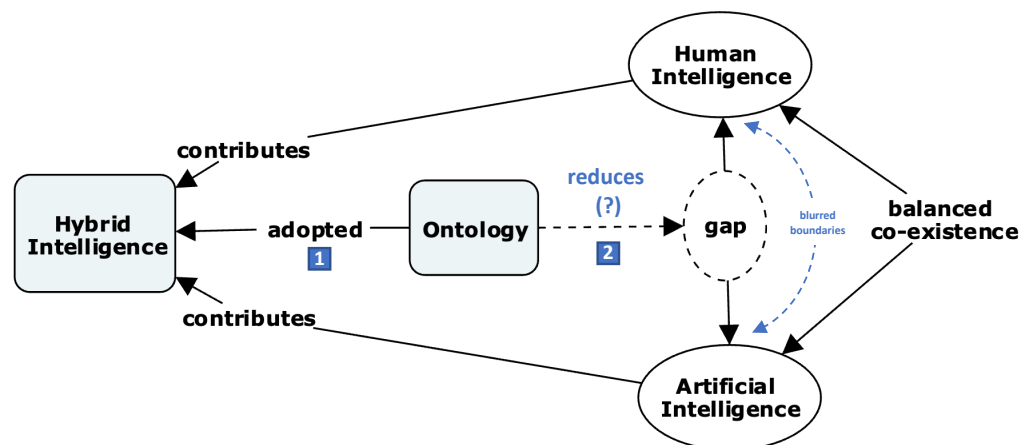 Human
Intelligence
contributes
reduces
(?)
Hybrid
Intelligence
adopted
1
Ontology
2
gap
blurred
boundaries
balanced
co-existence
contributes
Artificial
Intelligence